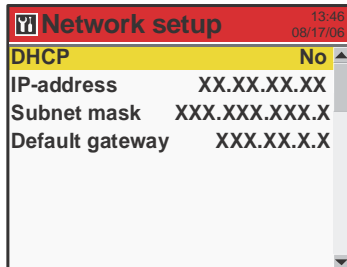 Network setup
13:46
08/17/06
DHCP No
IP-address XX.XX.XX.XX
Subnet mask XXX.XXX.XXX.X
Default gateway XXX.XX.X.X